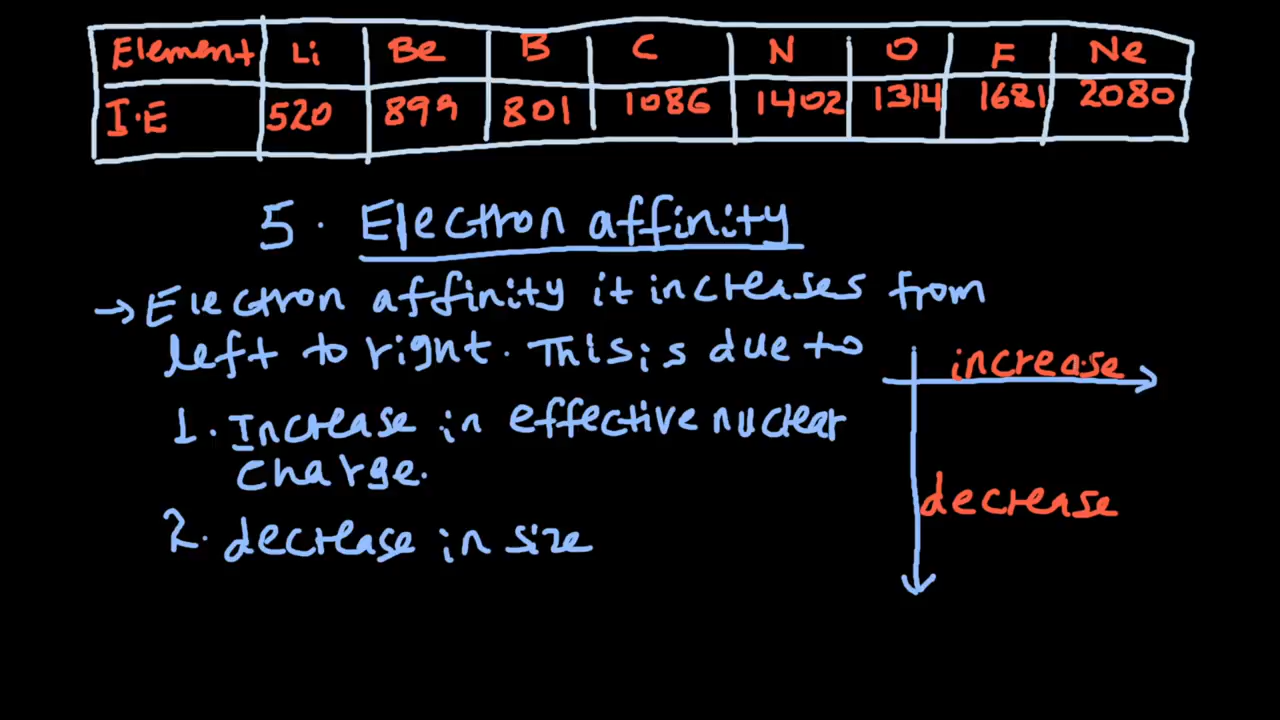 Element Li Be B C N O F Ne
I.E 520 899 801 1086 1402 1314 1681 2080
5. Electron affinity
→ Electron affinity it increases from
left to right. This is due to
increase
1. Increase in effective nuclear
charge.
decrease
2. decrease in size